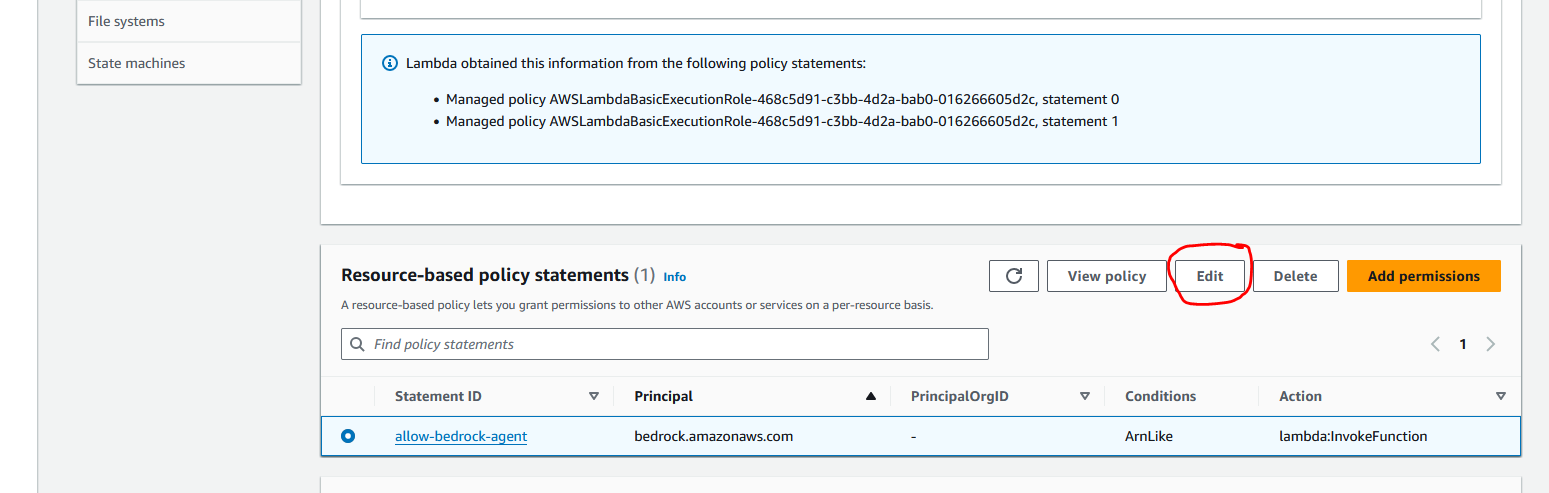 File systems
State machines
Lambda obtained this information from the following policy statements:
• Managed policy AWSLambdaBasicExecutionRole-468c5d91-c3bb-4d2a-bab0-016266605d2c, statement 0
• Managed policy AWSLambdaBasicExecutionRole-468c5d91-c3bb-4d2a-bab0-016266605d2c, statement 1
Resource-based policy statements (1) Info
View policy Edit Delete Add permissions
A resource-based policy lets you grant permissions to other AWS accounts or services on a per-resource basis.
Find policy statements
1
Statement ID Principal PrincipalOrgID Conditions Action
allow-bedrock-agent bedrock.amazonaws.com - ArnLike lambda:InvokeFunction